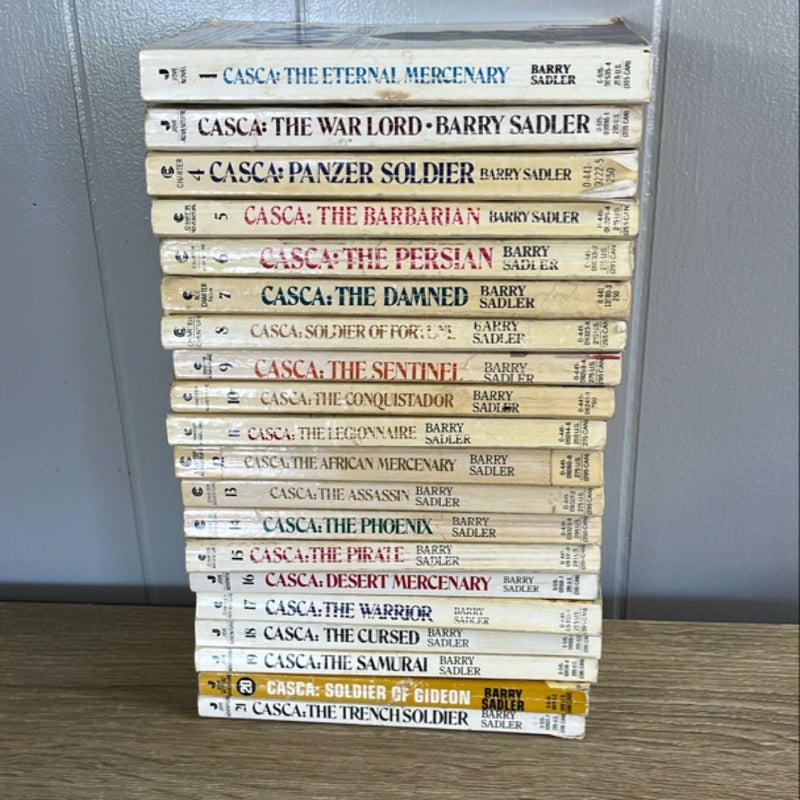 1 CASCA: THE ETERNAL MERCENARY BARRY SADLER
CASCA: THE WAR LORD • BARRY SADLER
CHARTER 4 CASCA: PANZER SOLDIER BARRY SADLER
5 CASCA: THE BARBARIAN BARRY SADLER
6 CASCA: THE PERSIAN BARRY SADLER
7 CASCA: THE DAMNED BARRY SADLER
8 CASCA: SOLDIER OF FORTUNE BARRY SADLER
9 CASCA: THE SENTINEL BARRY SADLER
10 CASCA: THE CONQUISTADOR BARRY SADLER
11 CASCA: THE LEGIONNAIRE BARRY SADLER
12 CASCA: THE AFRICAN MERCENARY BARRY SADLER
13 CASCA: THE ASSASSIN BARRY SADLER
14 CASCA: THE PHOENIX BARRY SADLER
15 CASCA: THE PIRATE BARRY SADLER
16 CASCA: DESERT MERCENARY BARRY SADLER
17 CASCA: THE WARRIOR BARRY SADLER
18 CASCA: THE CURSED BARRY SADLER
19 CASCA: THE SAMURAI BARRY SADLER
20 CASCA: SOLDIER OF GIDEON BARRY SADLER
21 CASCA: THE TRENCH SOLDIER BARRY SADLER